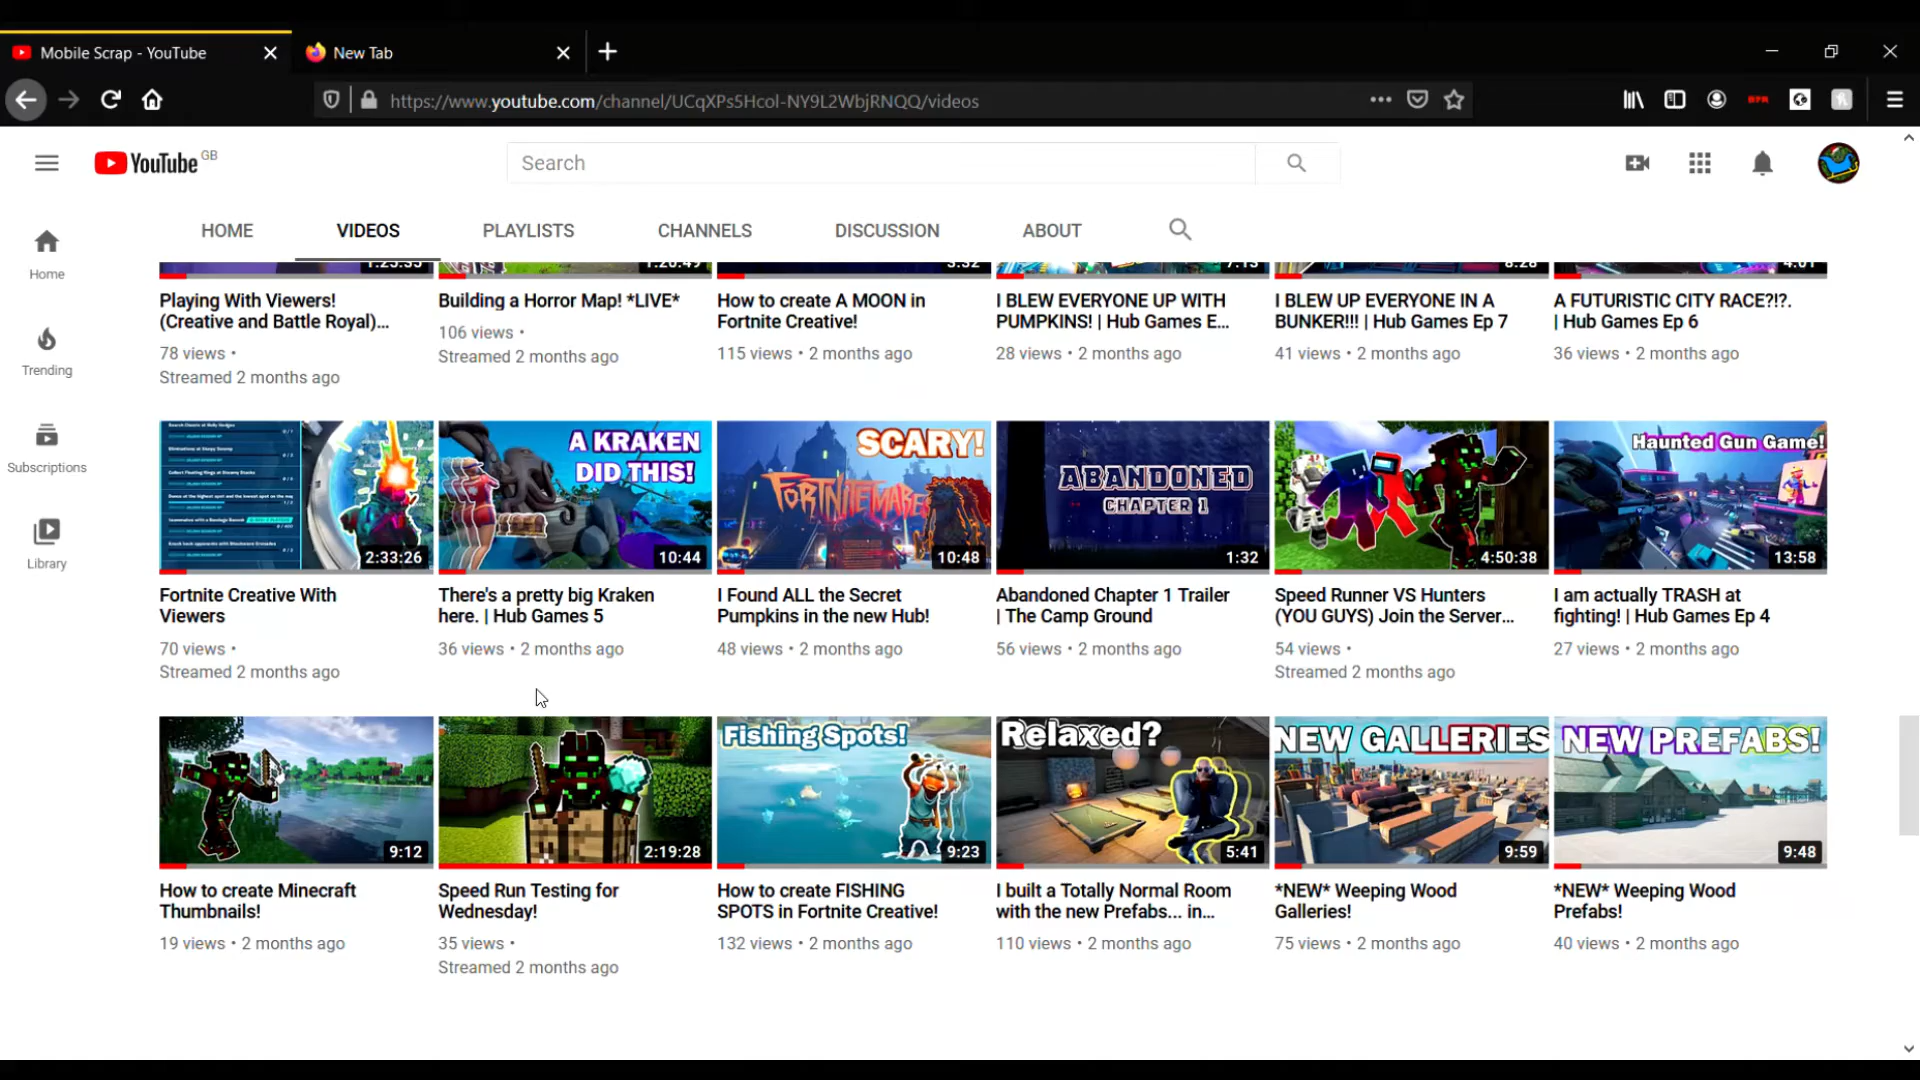 Mobile Scrap - YouTube
New Tab
https://www.youtube.com/channel/UCqXPs5Hcol-NY9L2WbjRNQQ/videos
YouTube GB
Search
HOME
VIDEOS
PLAYLISTS
CHANNELS
DISCUSSION
ABOUT
Home
Trending
Subscriptions
Library
1:25:35
1:20:49
3:32
7:13
8:28
4:01
Playing With Viewers!
(Creative and Battle Royal)...
78 views •
Streamed 2 months ago
Building a Horror Map! *LIVE*
106 views •
Streamed 2 months ago
How to create A MOON in
Fortnite Creative!
115 views • 2 months ago
I BLEW EVERYONE UP WITH
PUMPKINS! | Hub Games E...
28 views • 2 months ago
I BLEW UP EVERYONE IN A
BUNKER!!! | Hub Games Ep 7
41 views • 2 months ago
A FUTURISTIC CITY RACE?!?.
| Hub Games Ep 6
36 views • 2 months ago
2:33:26
Fortnite Creative With
Viewers
70 views •
Streamed 2 months ago
A KRAKEN
DID THIS!
10:44
There's a pretty big Kraken
here. | Hub Games 5
36 views • 2 months ago
SCARY!
FORTNITEMARES
10:48
I Found ALL the Secret
Pumpkins in the new Hub!
48 views • 2 months ago
ABANDONED
CHAPTER 1
1:32
Abandoned Chapter 1 Trailer
| The Camp Ground
56 views • 2 months ago
4:50:38
Speed Runner VS Hunters
(YOU GUYS) Join the Server...
54 views •
Streamed 2 months ago
Haunted Gun Game!
13:58
I am actually TRASH at
fighting! | Hub Games Ep 4
27 views • 2 months ago
9:12
How to create Minecraft
Thumbnails!
19 views • 2 months ago
2:19:28
Speed Run Testing for
Wednesday!
35 views •
Streamed 2 months ago
Fishing Spots!
9:23
How to create FISHING
SPOTS in Fortnite Creative!
132 views • 2 months ago
Relaxed?
5:41
I built a Totally Normal Room
with the new Prefabs... in...
110 views • 2 months ago
NEW GALLERIES
9:59
*NEW* Weeping Wood
Galleries!
75 views • 2 months ago
NEW PREFABS!
9:48
*NEW* Weeping Wood
Prefabs!
40 views • 2 months ago